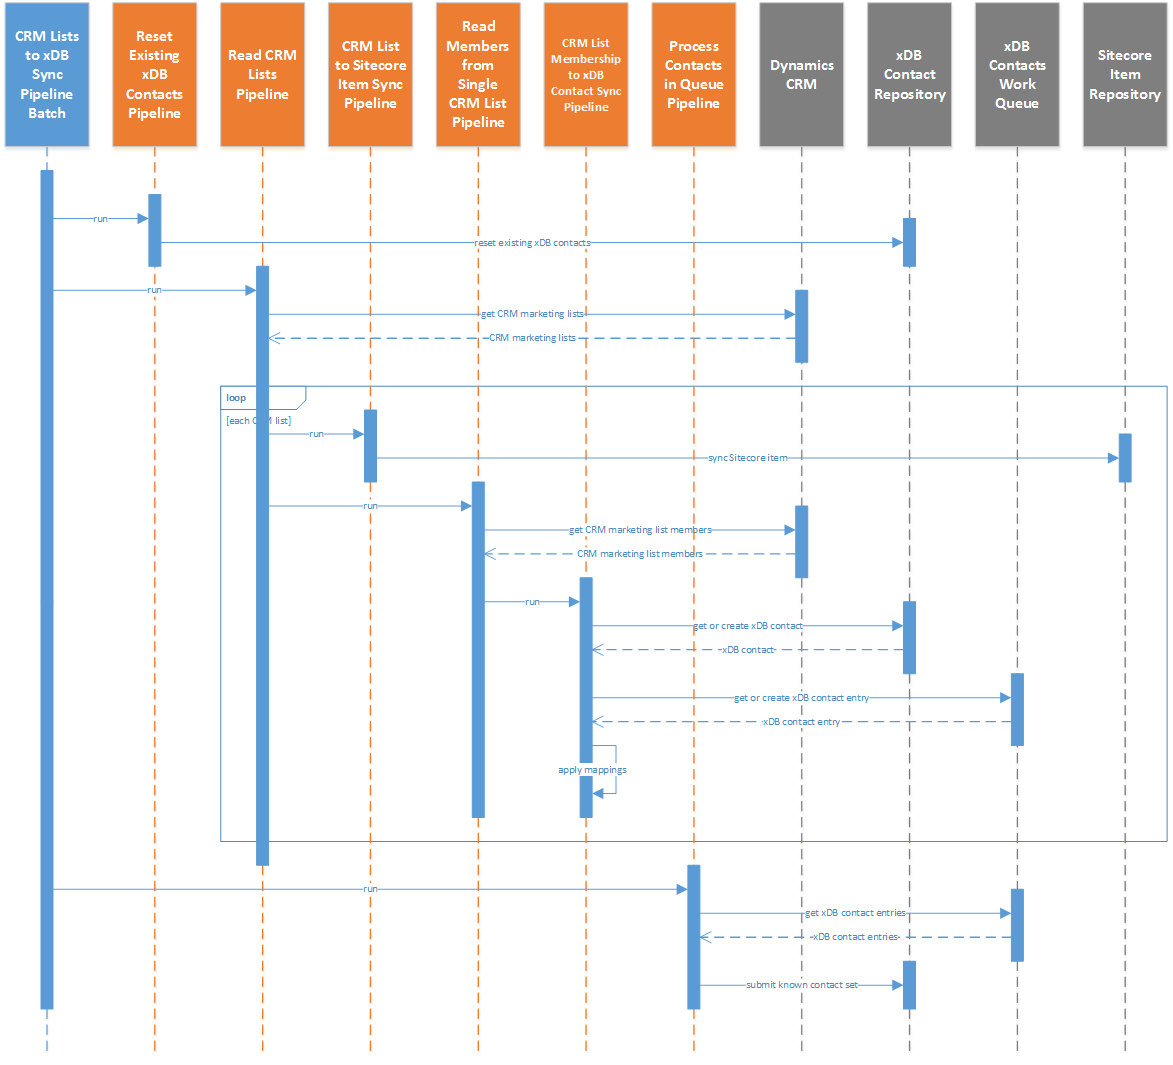 CRM Lists
to xDB
Sync
Pipeline
Batch
Reset
Existing
xDB
Contacts
Pipeline
Read CRM
Lists
Pipeline
CRM List
to Sitecore
Item Sync
Pipeline
Read
Members
from
Single
CRM List
Pipeline
CRM List
Membership
to xDB
Contact Sync
Pipeline
Process
Contacts
in Queue
Pipeline
Dynamics
CRM
xDB
Contact
Repository
xDB
Contacts
Work
Queue
Sitecore
Item
Repository
run
reset existing xDB contacts
run
get CRM marketing lists
CRM marketing lists
loop
[each CRM list]
run
sync Sitecore item
run
get CRM marketing list members
CRM marketing list members
run
get or create xDB contact
xDB contact
get or create xDB contact entry
xDB contact entry
apply mappings
run
get xDB contact entries
xDB contact entries
submit known contact set